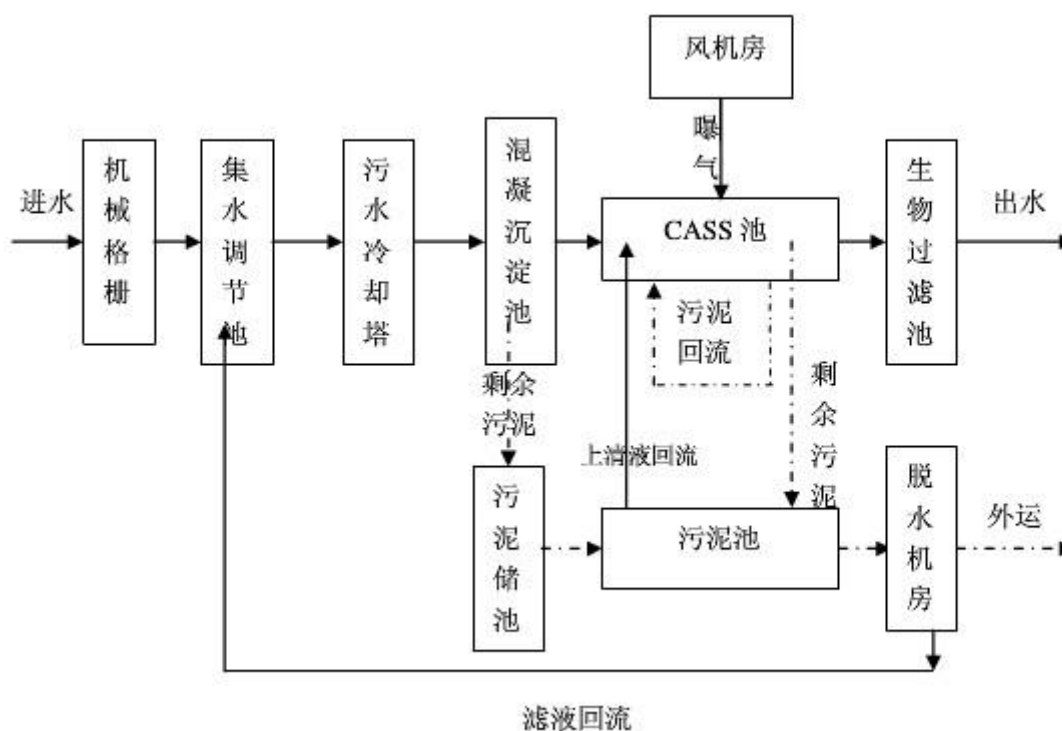 风机房
曝气
进水
机械格栅
集水调节池
污水冷却塔
混凝沉淀池
CASS 池
生物过滤池
出水
污泥
回流
剩余
污泥
剩余污泥
上清液回流
污泥储池
污泥池
脱水机房
外运
滤液回流